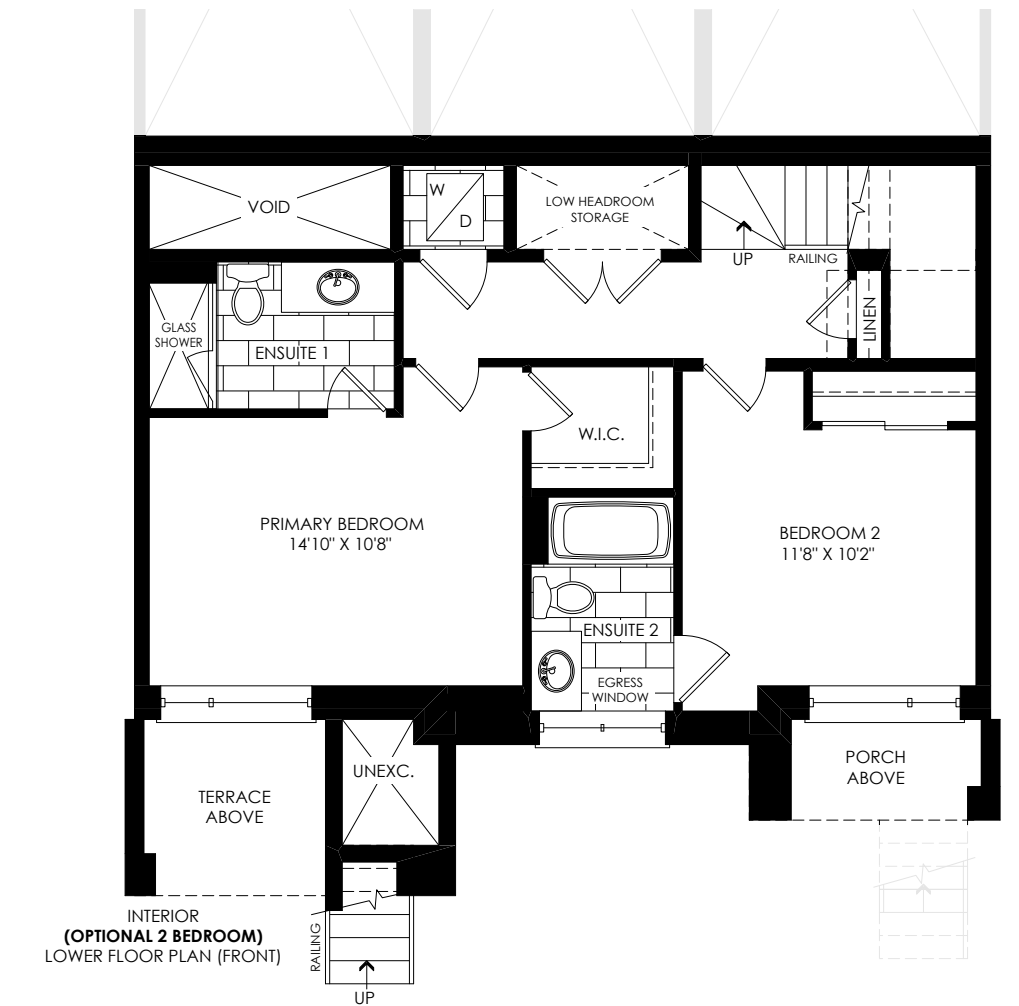 VOID
W
D
LOW HEADROOM
STORAGE
UP
RAILING
LINEN
GLASS
SHOWER
ENSUITE 1
W.I.C.
PRIMARY BEDROOM
14'10" X 10'8"
BEDROOM 2
11'8" X 10'2"
ENSUITE 2
EGRESS
WINDOW
UNEXC.
PORCH
ABOVE
TERRACE
ABOVE
INTERIOR
(OPTIONAL 2 BEDROOM)
LOWER FLOOR PLAN (FRONT)
RAILING
UP